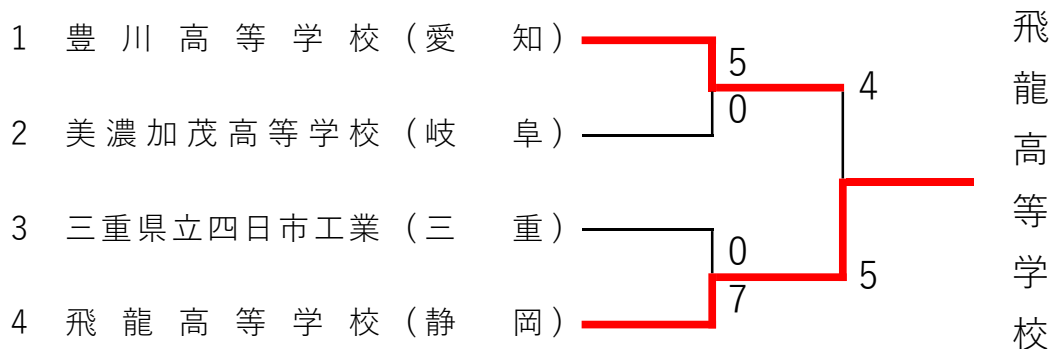 1 豊川高等学校(愛知)
5
0
2 美濃加茂高等学校(岐阜)
4
3 三重県立四日市工業(三重)
0
7
4 飛龍高等学校(静岡)
5
飛龍高等学校